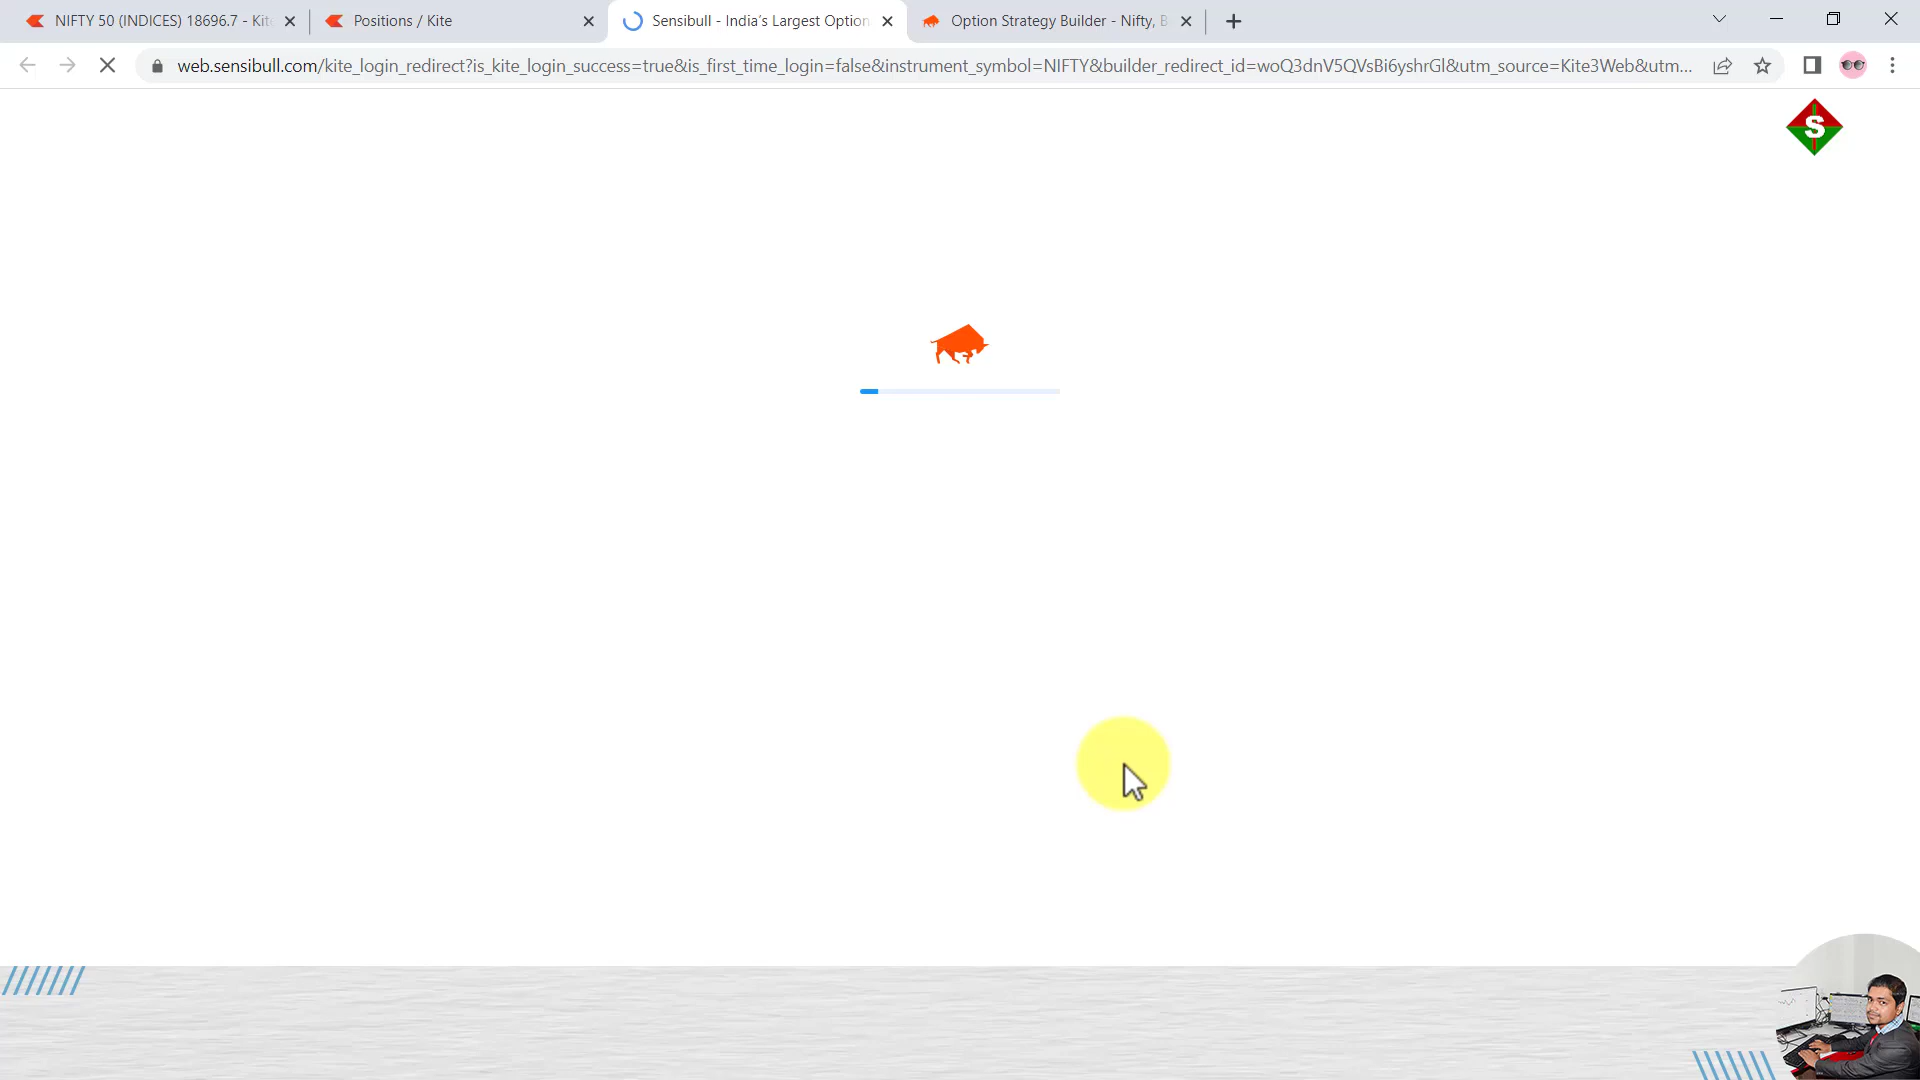 NIFTY 50 (INDICES) 18696.7 - Kit
Positions / Kite
Sensibull - India's Largest Option
Option Strategy Builder - Nifty, B
web.sensibull.com/kite_login_redirect?is_kite_login_success=true&is_first_time_login=false&instrument_symbol=NIFTY&builder_redirect_id=woQ3dnV5QVsBi6yshrGl&utm_source=Kite3Web&utm...
S